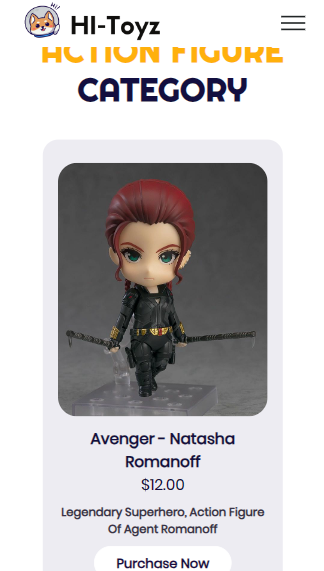 HI!
HI-Toyz
ACTION FIGURE
CATEGORY
Avenger - Natasha
Romanoff
$12.00
Legendary Superhero, Action Figure
Of Agent Romanoff
Purchase Now